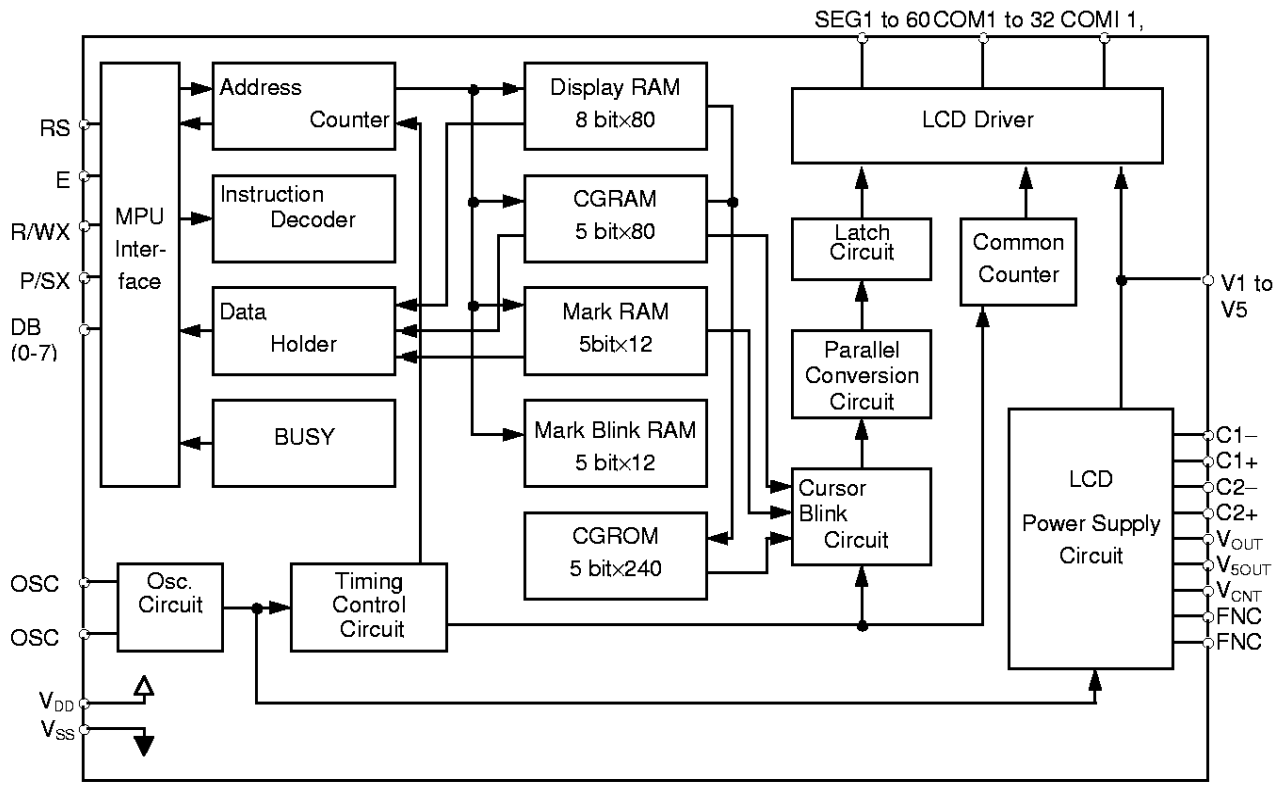 SEG1 to 60 COM1 to 32 COMI 1,
RS
E
R/WX
P/SX
DB
(0-7)
MPU
Inter-
face
Address
Counter
Instruction
Decoder
Data
Holder
BUSY
Display RAM
8 bit×80
CGRAM
5 bit×80
Mark RAM
5bit×12
Mark Blink RAM
5 bit×12
CGROM
5 bit×240
LCD Driver
Latch
Circuit
Common
Counter
Parallel
Conversion
Circuit
Cursor
Blink
Circuit
V1 to
V5
LCD
Power Supply
Circuit
C1−
C1+
C2−
C2+
VOUT
V5OUT
VCNT
FNC
FNC
OSC
OSC
Osc.
Circuit
Timing
Control
Circuit
VDD
VSS